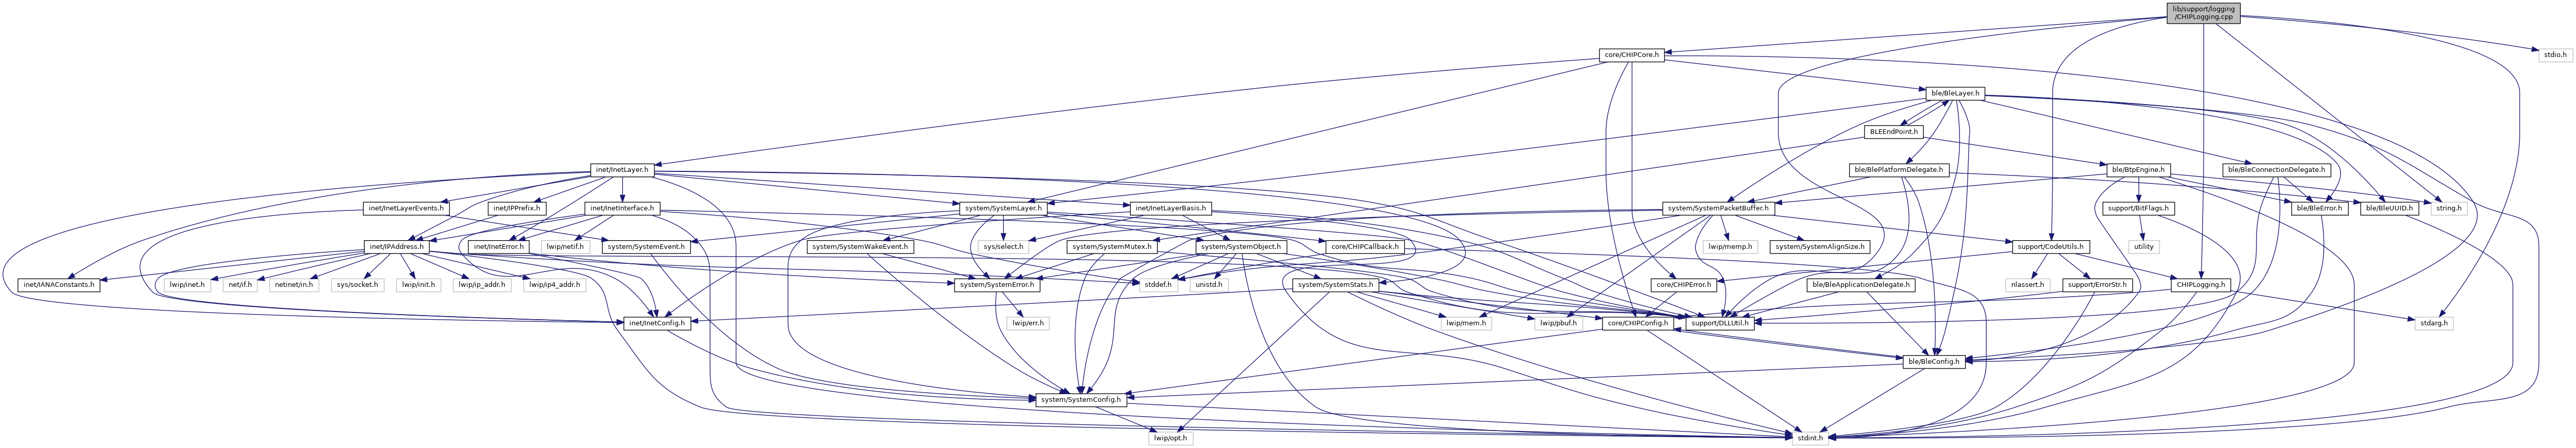 lib/support/logging
/CHIPLogging.cpp
core/CHIPCore.h
stdio.h
ble/BleLayer.h
BLEEndPoint.h
inet/InetLayer.h
ble/BlePlatformDelegate.h
ble/BtpEngine.h
ble/BleConnectionDelegate.h
inet/InetLayerEvents.h
inet/IPPrefix.h
inet/InetInterface.h
system/SystemLayer.h
inet/InetLayerBasis.h
system/SystemPacketBuffer.h
support/BitFlags.h
ble/BleError.h
ble/BleUUID.h
string.h
inet/IPAddress.h
inet/InetError.h
lwip/netif.h
system/SystemEvent.h
system/SystemWakeEvent.h
sys/select.h
system/SystemMutex.h
system/SystemObject.h
core/CHIPCallback.h
lwip/memp.h
system/SystemAlignSize.h
support/CodeUtils.h
utility
inet/IANAConstants.h
lwip/inet.h
net/if.h
netinet/in.h
sys/socket.h
lwip/init.h
lwip/ip_addr.h
lwip/ip4_addr.h
system/SystemError.h
stddef.h
unistd.h
system/SystemStats.h
core/CHIPError.h
ble/BleApplicationDelegate.h
nlassert.h
support/ErrorStr.h
CHIPLogging.h
inet/InetConfig.h
lwip/err.h
lwip/mem.h
lwip/pbuf.h
core/CHIPConfig.h
support/DLLUtil.h
stdarg.h
ble/BleConfig.h
system/SystemConfig.h
lwip/opt.h
stdint.h